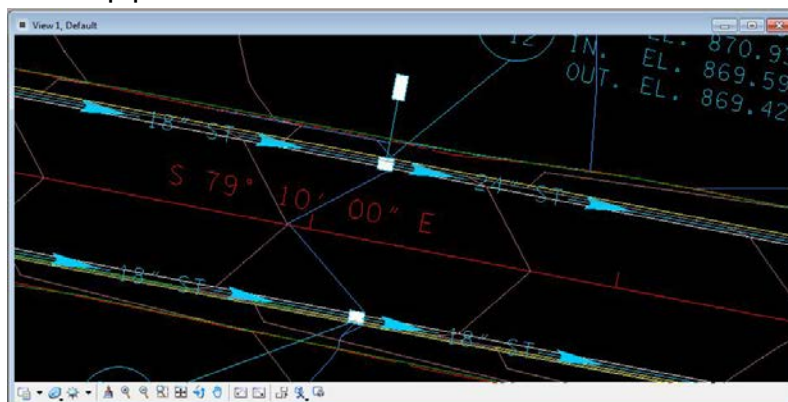 View 1, Default
12
EL. 870.93
IN. EL. 869.59
OUT. EL. 869.42
18" ST
24" ST
S 79° 10' 00" E
18" ST
18" ST